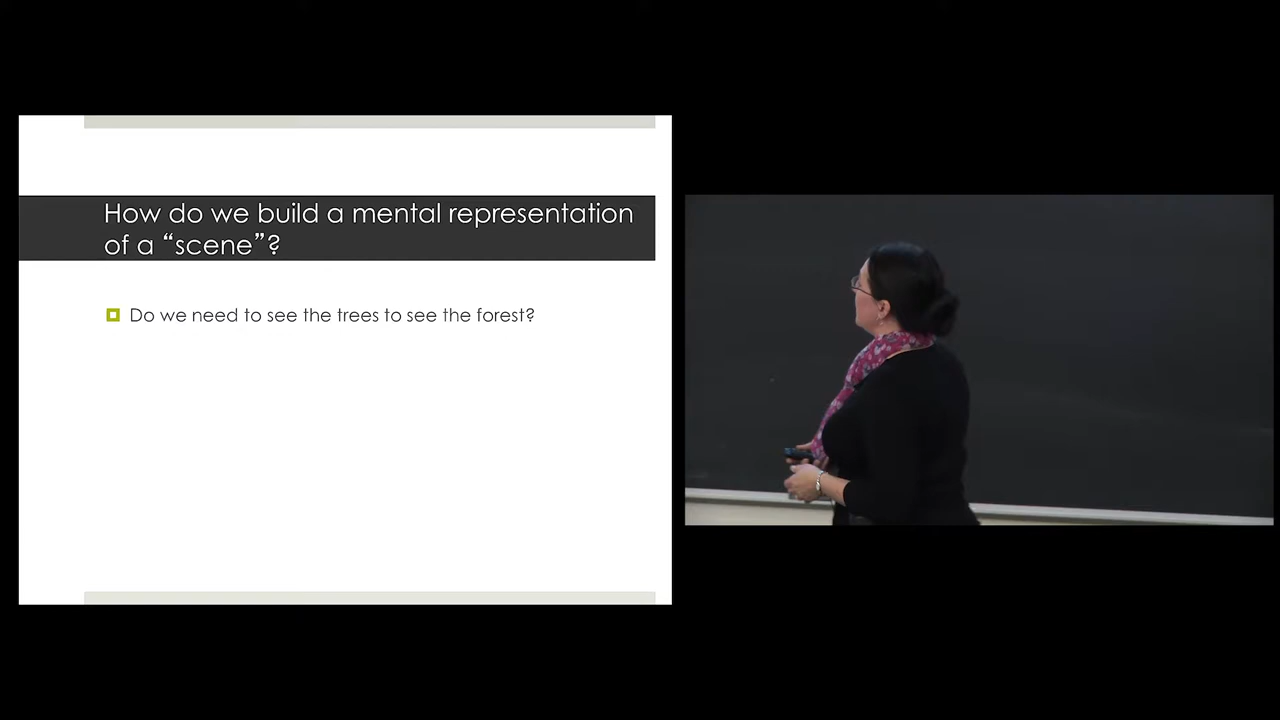 How do we build a mental representation
of a “scene”?
Do we need to see the trees to see the forest?